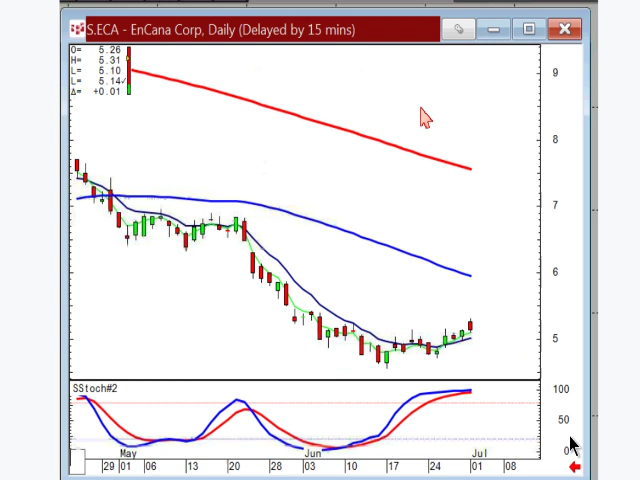 S.ECA - EnCana Corp, Daily (Delayed by 15 mins)
O= 5.26
H= 5.31
L= 5.10
L= 5.14
Δ= +0.01
9
8
7
6
5
SStoch#2
100
50
0
May Jun Jul
29 01 06 13 20 27 03 10 17 24 01 08